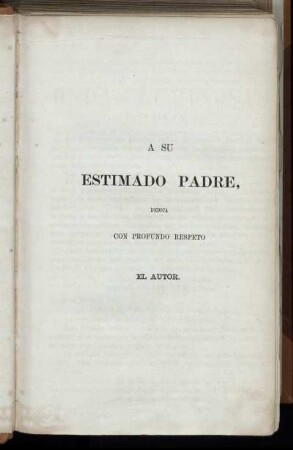 A SU
ESTIMADO PADRE,
DEDICA
CON PROFUNDO RESPETO
EL AUTOR.